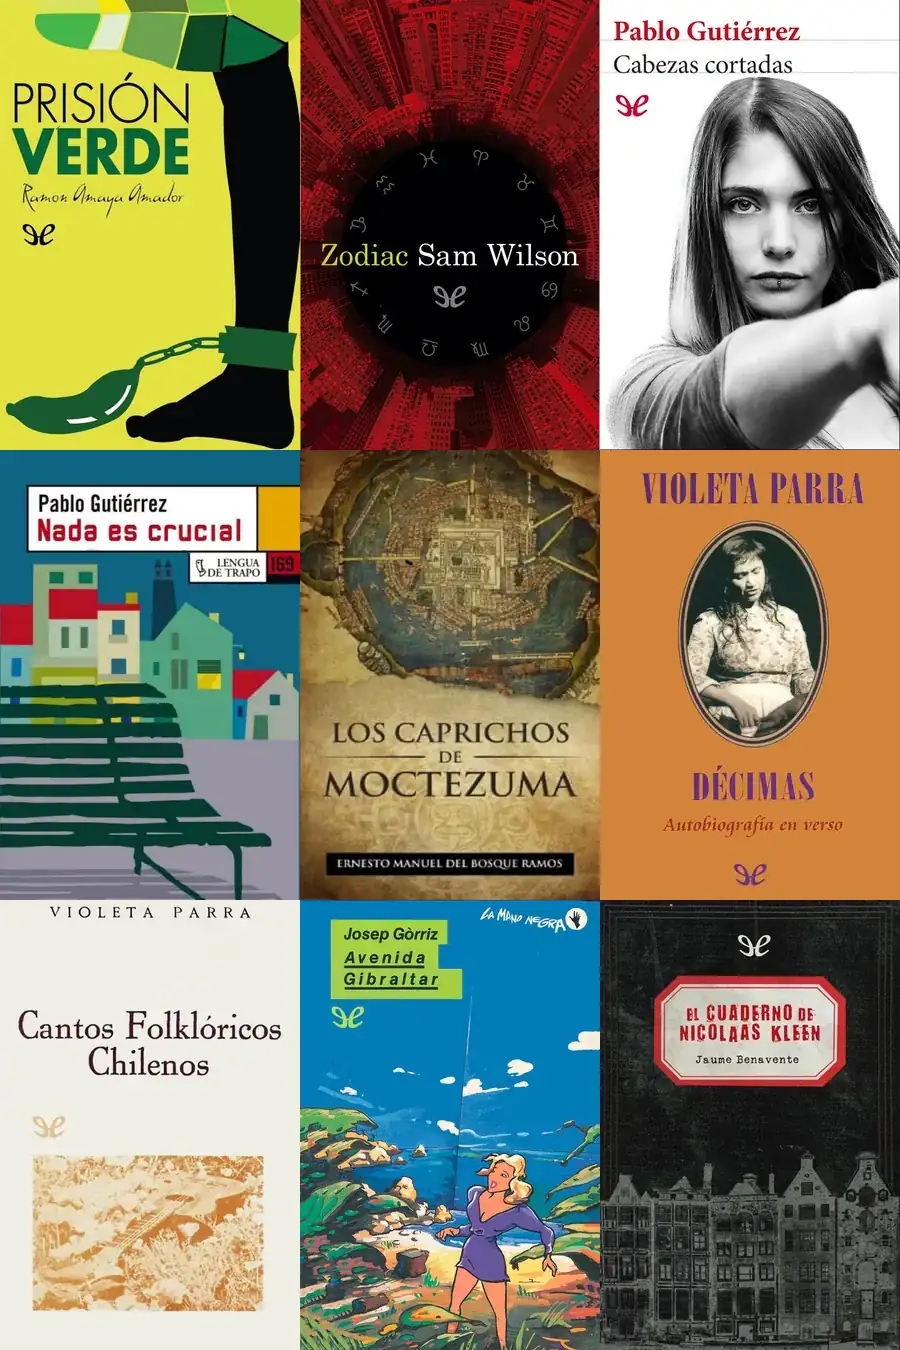 PRISIÓN
VERDE
Ramon Amaya Amador
Zodiac Sam Wilson
Pablo Gutiérrez
Cabezas cortadas
Pablo Gutiérrez
Nada es crucial
LENGUA
DE TRAPO
169
LOS CAPRICHOS
DE
MOCTEZUMA
ERNESTO MANUEL DEL BOSQUE RAMOS
VIOLETA PARRA
DÉCIMAS
Autobiografía en verso
VIOLETA PARRA
Cantos Folklóricos
Chilenos
LA MANO NEGRA
Josep Gòrriz
Avenida
Gibraltar
EL CUADERNO DE
NICOLAAS KLEEN
Jaume Benavente